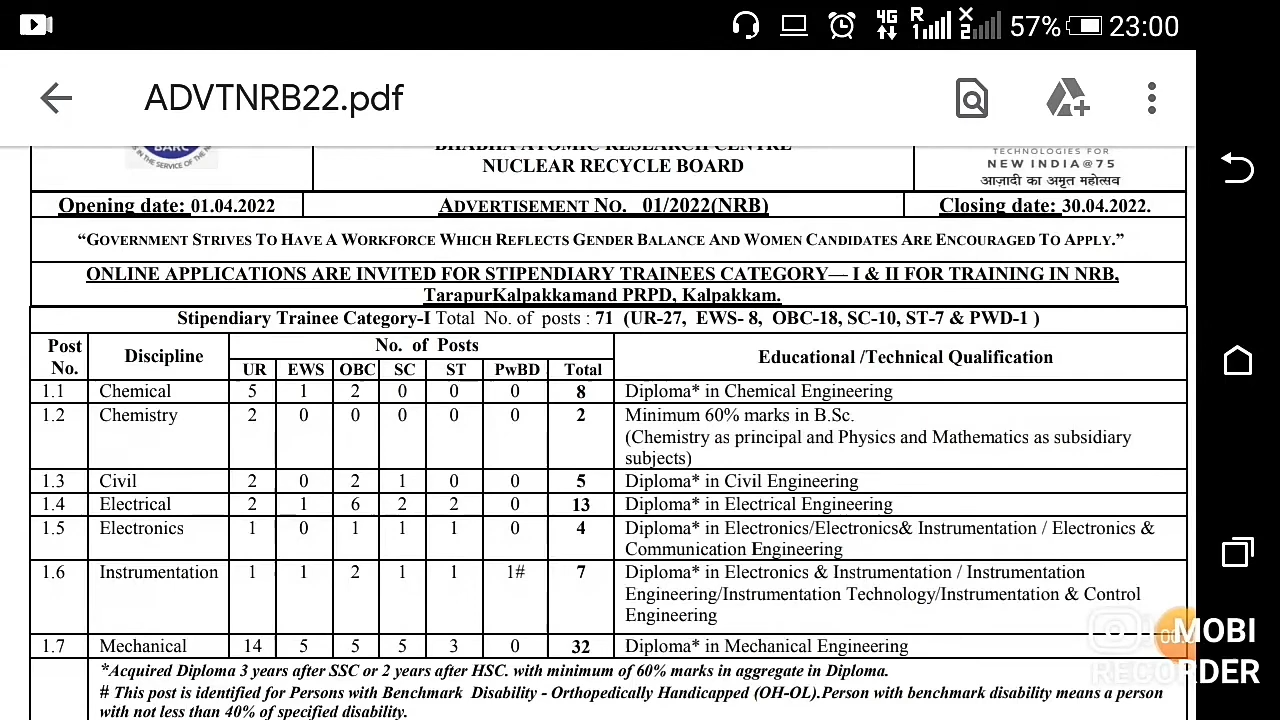 4G R X 57% 23:00
1 2
ADVTNRB22.pdf
BARC
IN THE SERVICE OF THE
BHABHA ATOMIC RESEARCH CENTRE
NUCLEAR RECYCLE BOARD
TECHNOLOGIES FOR
NEW INDIA@75
आज़ादी का अमृत महोत्सव
Opening date: 01.04.2022 ADVERTISEMENT NO. 01/2022(NRB) Closing date: 30.04.2022.
“GOVERNMENT STRIVES TO HAVE A WORKFORCE WHICH REFLECTS GENDER BALANCE AND WOMEN CANDIDATES ARE ENCOURAGED TO APPLY.”
ONLINE APPLICATIONS ARE INVITED FOR STIPENDIARY TRAINEES CATEGORY— I & II FOR TRAINING IN NRB,
TarapurKalpakkamand PRPD, Kalpakkam.
Stipendiary Trainee Category-I Total No. of posts : 71 (UR-27, EWS- 8, OBC-18, SC-10, ST-7 & PWD-1 )
Post No. Discipline No. of Posts Educational /Technical Qualification
UR EWS OBC SC ST PwBD Total
1.1 Chemical 5 1 2 0 0 0 8 Diploma* in Chemical Engineering
1.2 Chemistry 2 0 0 0 0 0 2 Minimum 60% marks in B.Sc.
(Chemistry as principal and Physics and Mathematics as subsidiary
subjects)
1.3 Civil 2 0 2 1 0 0 5 Diploma* in Civil Engineering
1.4 Electrical 2 1 6 2 2 0 13 Diploma* in Electrical Engineering
1.5 Electronics 1 0 1 1 1 0 4 Diploma* in Electronics/Electronics& Instrumentation / Electronics &
Communication Engineering
1.6 Instrumentation 1 1 2 1 1 1# 7 Diploma* in Electronics & Instrumentation / Instrumentation
Engineering/Instrumentation Technology/Instrumentation & Control
Engineering
1.7 Mechanical 14 5 5 5 3 0 32 Diploma* in Mechanical Engineering
*Acquired Diploma 3 years after SSC or 2 years after HSC. with minimum of 60% marks in aggregate in Diploma.
# This post is identified for Persons with Benchmark Disability - Orthopedically Handicapped (OH-OL).Person with benchmark disability means a person
with not less than 40% of specified disability.
MOBI
RECORDER